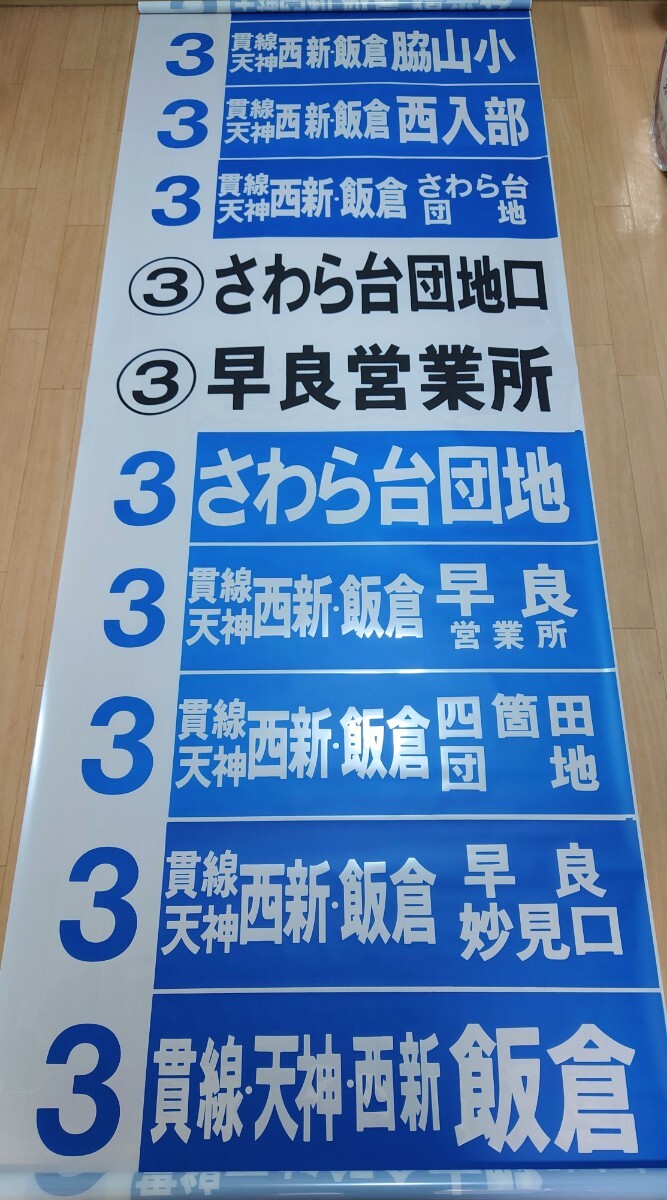 3 貫線天神 西新・飯倉 脇山小
3 貫線天神 西新・飯倉 西入部
3 貫線天神 西新・飯倉 さわら台団地
③ さわら台団地口
③ 早良営業所
3 さわら台団地
3 貫線天神 西新・飯倉 早良営業所
3 貫線天神 西新・飯倉 四箇田団地
3 貫線天神 西新・飯倉 早良妙見口
3 貫線・天神・西新 飯倉